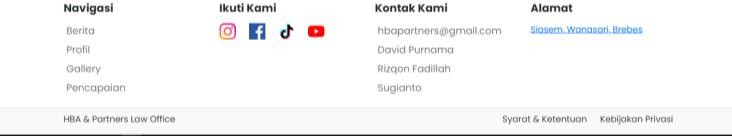 Navigasi
Berita
Profil
Gallery
Pencapaian
Ikuti Kami
Kontak Kami
hbapartners@gmail.com
David Purnama
Rizqon Fadillah
Sugianto
Alamat
Siasem, Wanasari, Brebes
HBA & Partners Law Office
Syarat & Ketentuan Kebijakan Privasi